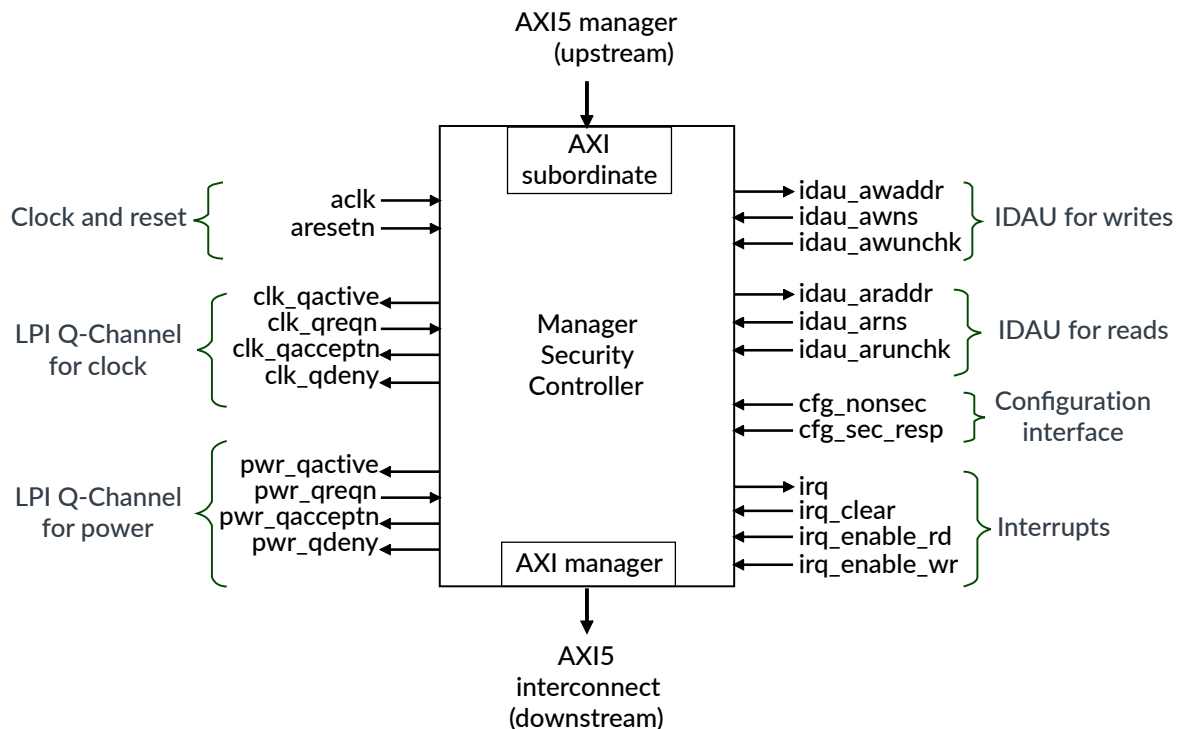 AXI5 manager
(upstream)
AXI
subordinate
Clock and reset
aclk
aresetn
LPI Q-Channel
for clock
clk_qactive
clk_qreqn
clk_qacceptn
clk_qdeny
LPI Q-Channel
for power
pwr_qactive
pwr_qreqn
pwr_qacceptn
pwr_qdeny
Manager
Security
Controller
idau_awaddr
idau_awns
idau_awunchk
IDAU for writes
idau_araddr
idau_arns
idau_arunchk
IDAU for reads
cfg_nonsec
cfg_sec_resp
Configuration
interface
irq
irq_clear
irq_enable_rd
irq_enable_wr
Interrupts
AXI manager
AXI5
interconnect
(downstream)